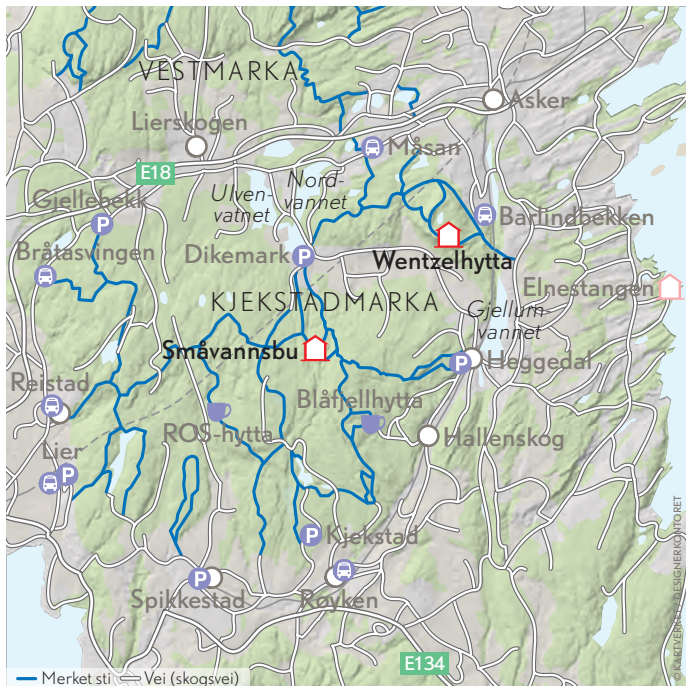 VESTMARKA
Asker
Lierskogen
Måsan
E18
Nord-
vannet
Ulven-
vatnet
Gjellebekk
Barlindbekken
Bråtasvingen
Dikemark
P
P
Wentzelhytta
Elnestangen
KJEKSTADMARKA
Gjellum-
vannet
Småvannsbu
Heggedal
P
Reistad
Blåfjellhytta
ROS-hytta
Hallenskog
Lier
P
Kjekstad
P
P
Spikkestad
Røyken
E134
Merket sti
Vei (skogsvei)
© KARTVERKET/DESIGNERKONTORET